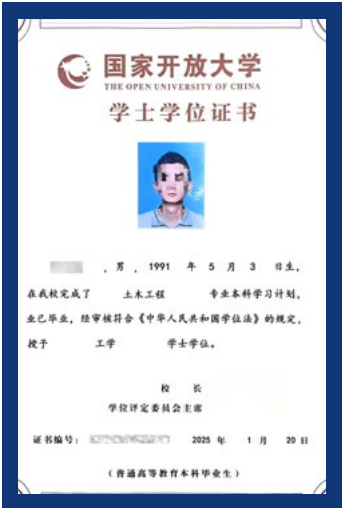 国家开放大学
THE OPEN UNIVERSITY OF CHINA
学士学位证书
，男，1991 年 5 月 3 日生，
在我校完成了 土木工程 专业本科学习计划，
业已毕业，经审核符合《中华人民共和国学位法》的规定，
授予 工学 学士学位。
校 长
学位评定委员会主席
证书编号：
2025 年 1 月 20 日
（普通高等教育本科毕业生）